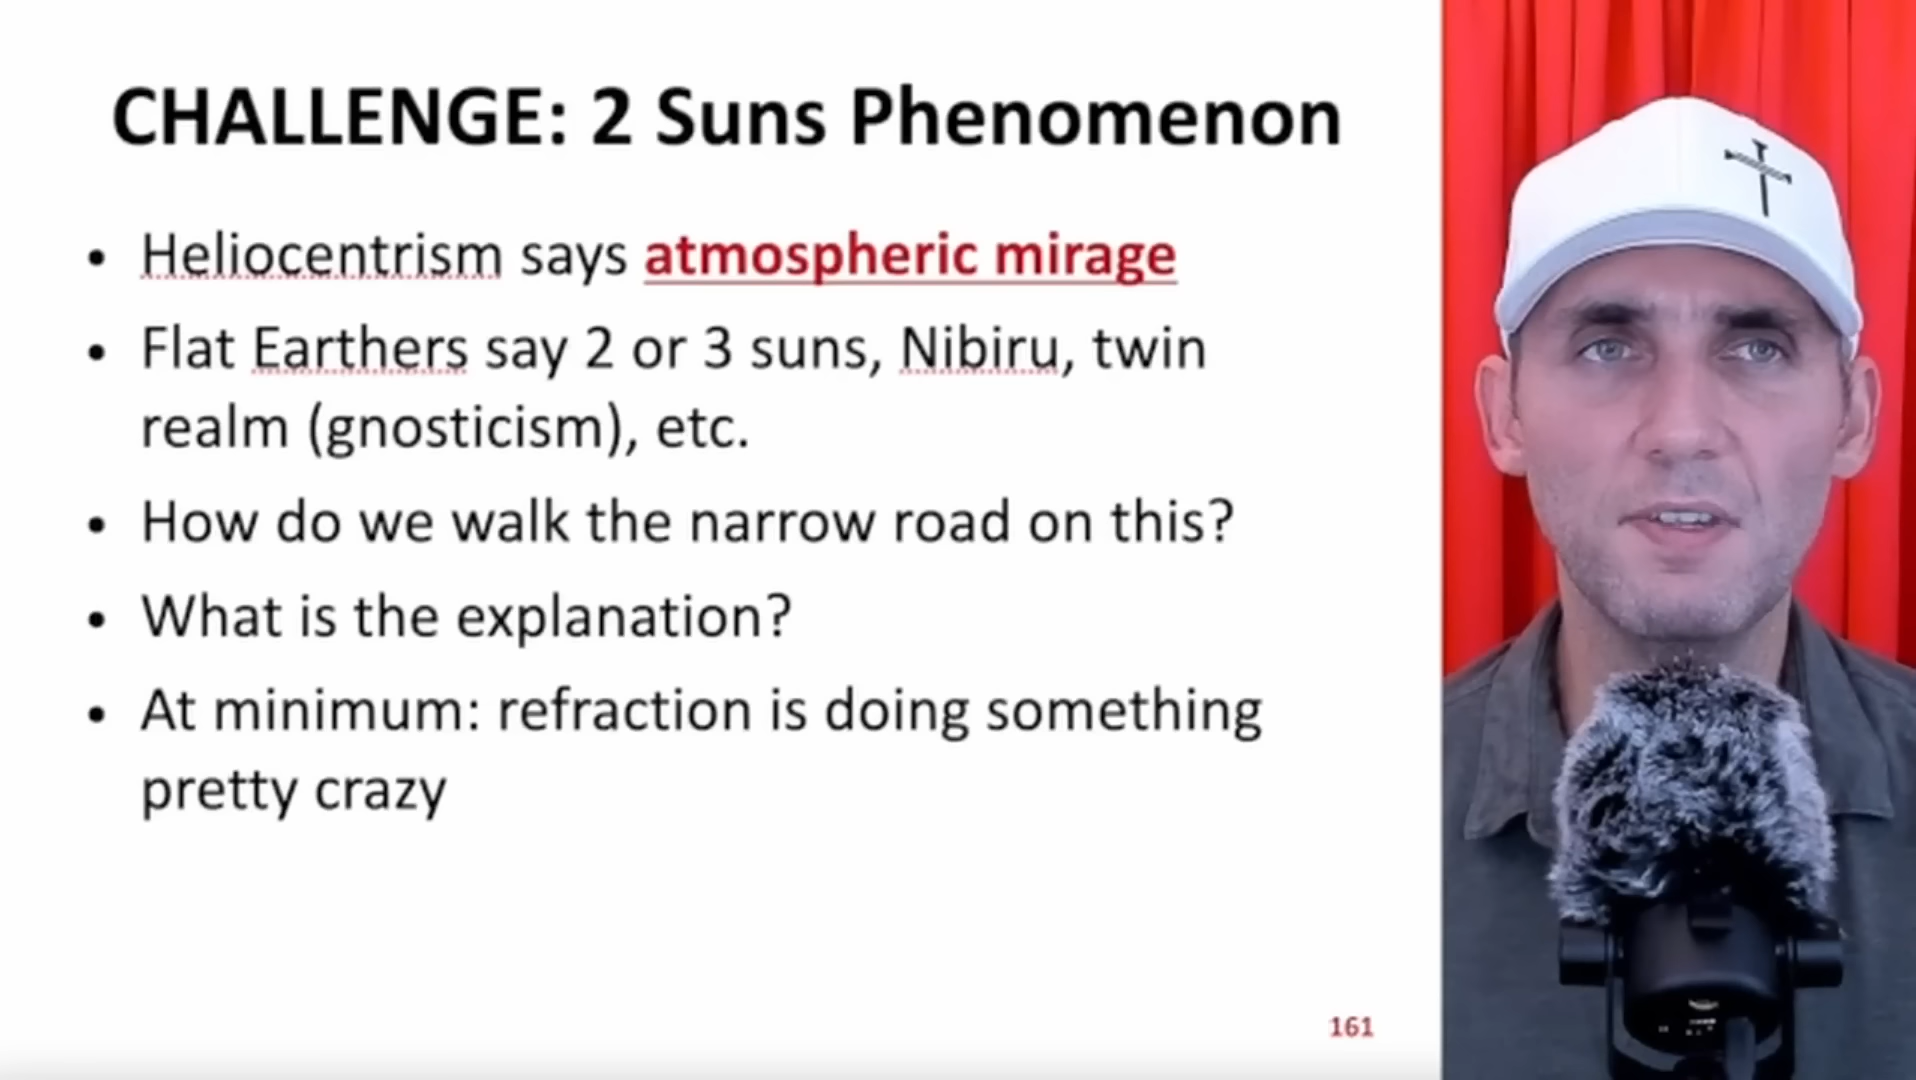 CHALLENGE: 2 Suns Phenomenon
• Heliocentrism says atmospheric mirage
• Flat Earthers say 2 or 3 suns, Nibiru, twin
realm (gnosticism), etc.
• How do we walk the narrow road on this?
• What is the explanation?
• At minimum: refraction is doing something
pretty crazy
161